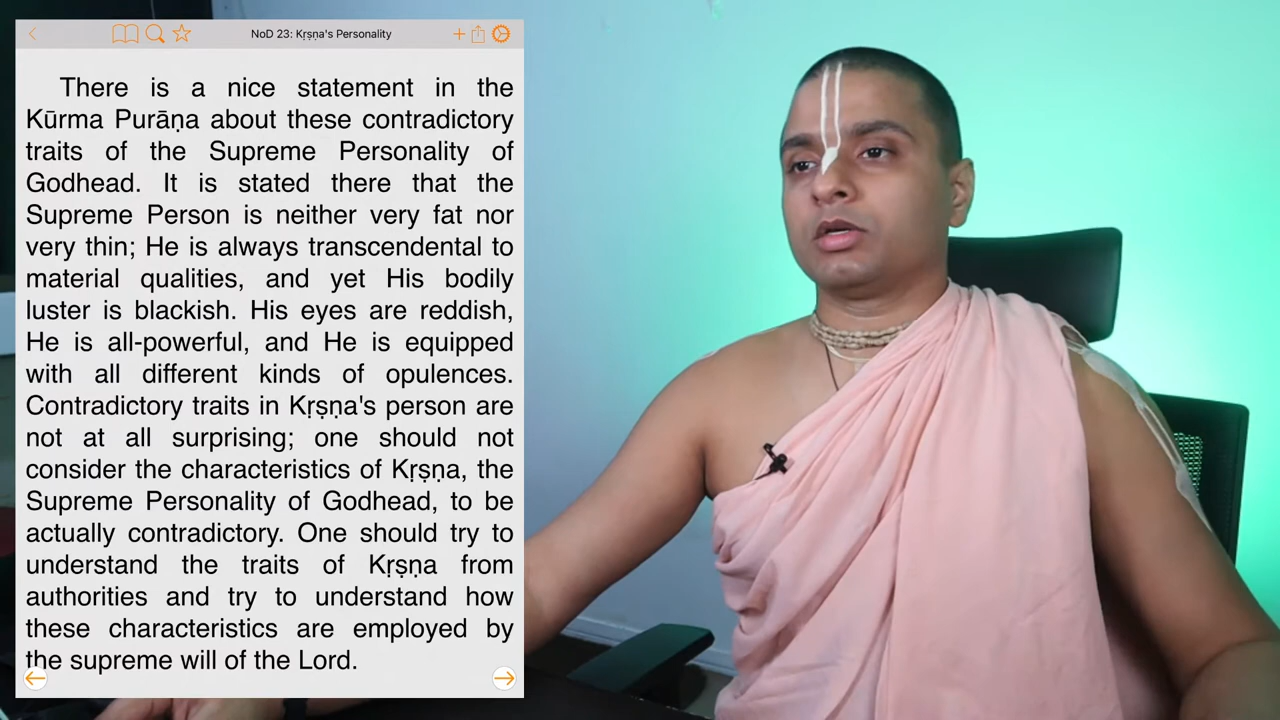 NoD 23: Kṛṣṇa's Personality
There is a nice statement in the
Kūrma Purāṇa about these contradictory
traits of the Supreme Personality of
Godhead. It is stated there that the
Supreme Person is neither very fat nor
very thin; He is always transcendental to
material qualities, and yet His bodily
luster is blackish. His eyes are reddish,
He is all-powerful, and He is equipped
with all different kinds of opulences.
Contradictory traits in Kṛṣṇa's person are
not at all surprising; one should not
consider the characteristics of Kṛṣṇa, the
Supreme Personality of Godhead, to be
actually contradictory. One should try to
understand the traits of Kṛṣṇa from
authorities and try to understand how
these characteristics are employed by
the supreme will of the Lord.